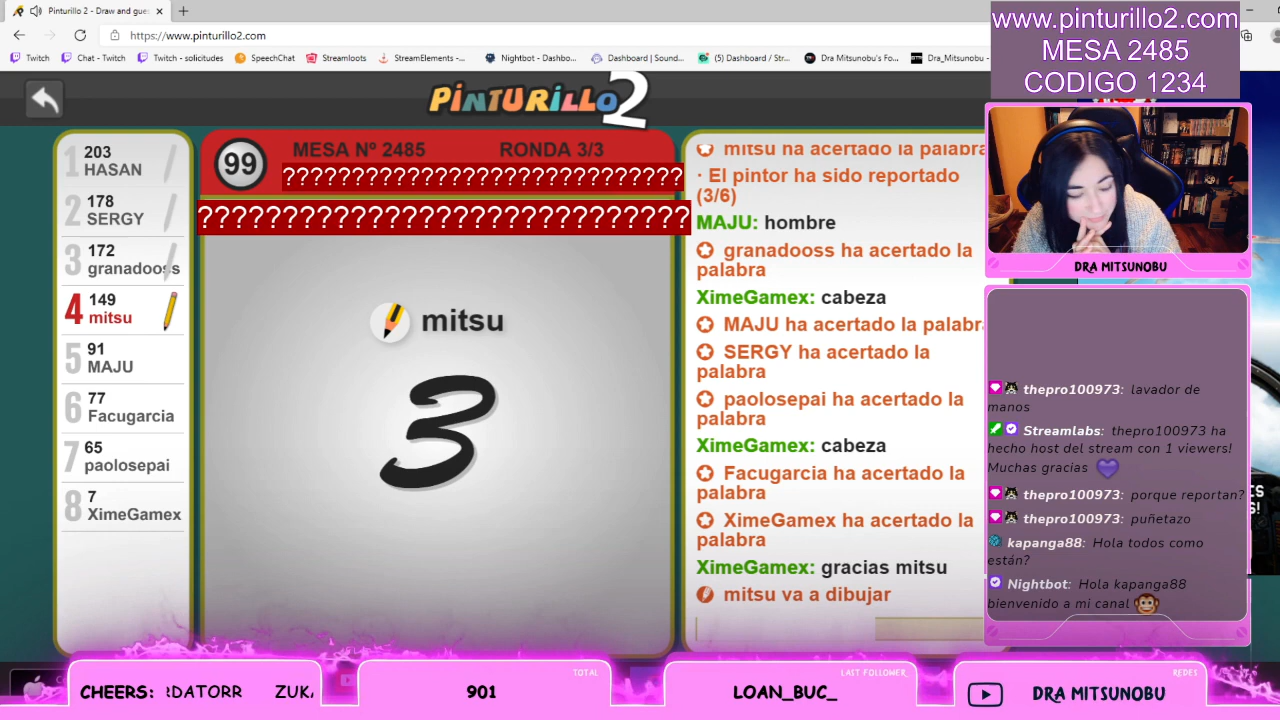 Pinturillo 2 - Draw and gues
https://www.pinturillo2.com
Twitch
Chat - Twitch
Twitch - solicitudes
SpeechChat
Streamloots
StreamElements -...
Nightbot - Dashbo...
Dashboard | Sound...
(5) Dashboard / Str...
Dra Mitsunobu's Fo...
Dra_Mitsunobu -
www.pinturillo2.com
MESA 2485
CODIGO 1234
PINTURILLO 2
1 203 HASAN
2 178 SERGY
3 172 granadooss
4 149 mitsu
5 91 MAJU
6 77 Facugarcia
7 65 paolosepai
8 7 XimeGamex
99
MESA Nº 2485
RONDA 3/3
?????????????????????????????
?????????????????????????????
mitsu
3
mitsu ha acertado la palabra
· El pintor ha sido reportado
(3/6)
MAJU: hombre
granadooss ha acertado la
palabra
XimeGamex: cabeza
MAJU ha acertado la palabr
SERGY ha acertado la
palabra
paolosepai ha acertado la
palabra
XimeGamex: cabeza
Facugarcia ha acertado la
palabra
XimeGamex ha acertado la
palabra
XimeGamex: gracias mitsu
mitsu va a dibujar
DRA MITSUNOBU
thepro100973: lavador de
manos
Streamlabs: thepro100973 ha
hecho host del stream con 1 viewers!
Muchas gracias
thepro100973: porque reportan?
thepro100973: puñetazo
kapanga88: Hola todos como
están?
Nightbot: Hola kapanga88
bienvenido a mi canal
CHEERS:
DATORR
ZUK
TOTAL
901
LAST FOLLOWER_
LOAN_BUC_
REDES
DRA MITSUNOBU